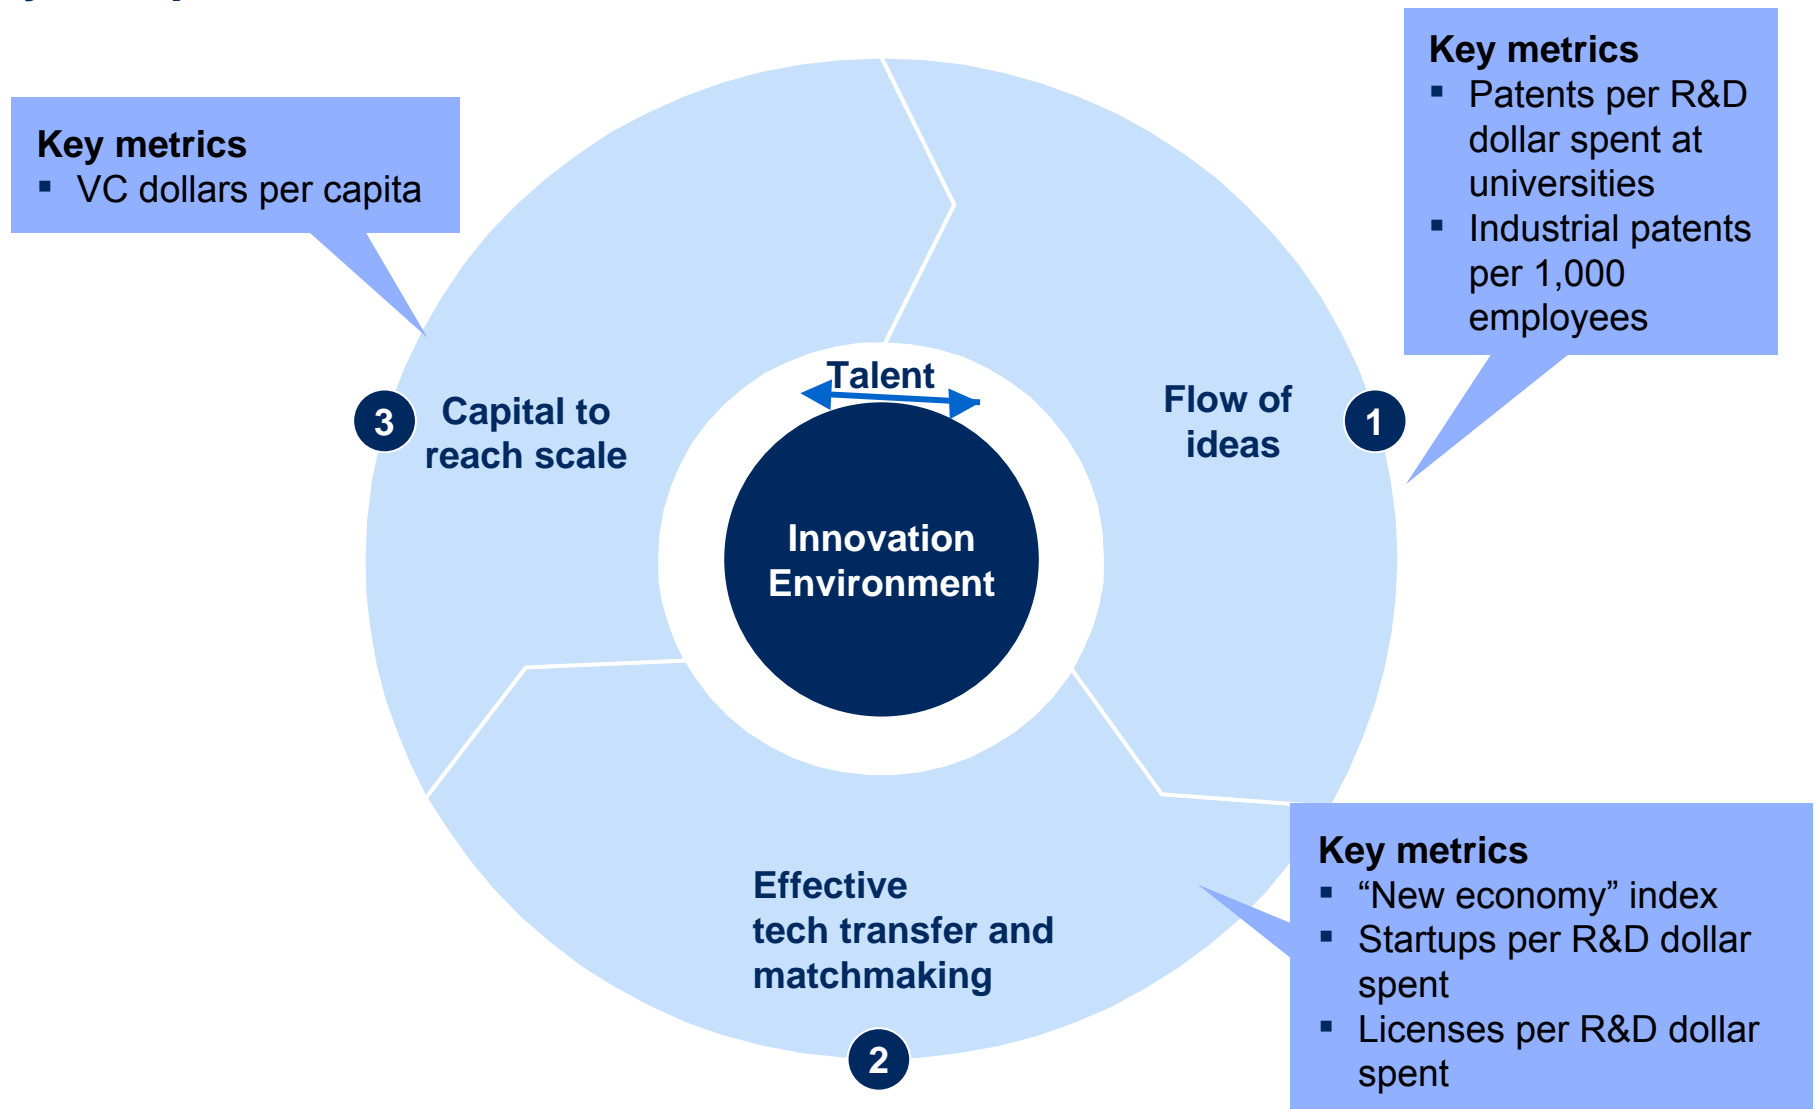 Key metrics
▪ Patents per R&D
dollar spent at
universities
▪ Industrial patents
per 1,000
employees
Key metrics
▪ VC dollars per capita
Talent
Flow of
ideas
1
3
Capital to
reach scale
Innovation
Environment
Effective
tech transfer and
matchmaking
2
Key metrics
▪ “New economy” index
▪ Startups per R&D dollar
spent
▪ Licenses per R&D dollar
spent